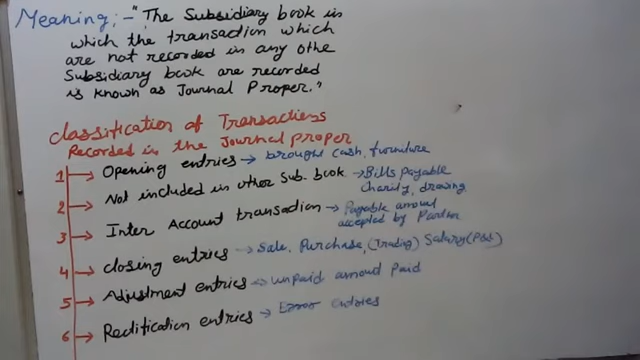 Meaning:- "The Subsidiary book in
which the transaction which
are not recorded in any othe
Subsidiary book are recorded
is known as Journal Proper."
Classification of Transactions
Recorded in the Journal proper
1 → Opening entries → brought cash, furniture
2 → Not included in other Sub. book → Bills payable
charity, drawing
3 → Inter Account transaction → Payable amount
accepted by Partner
4 → closing entries → Sale, Purchase, (Trading) Salary (P&L)
5 → Adjustment entries → unpaid amound paid
6 → Rectification entries → Error entries